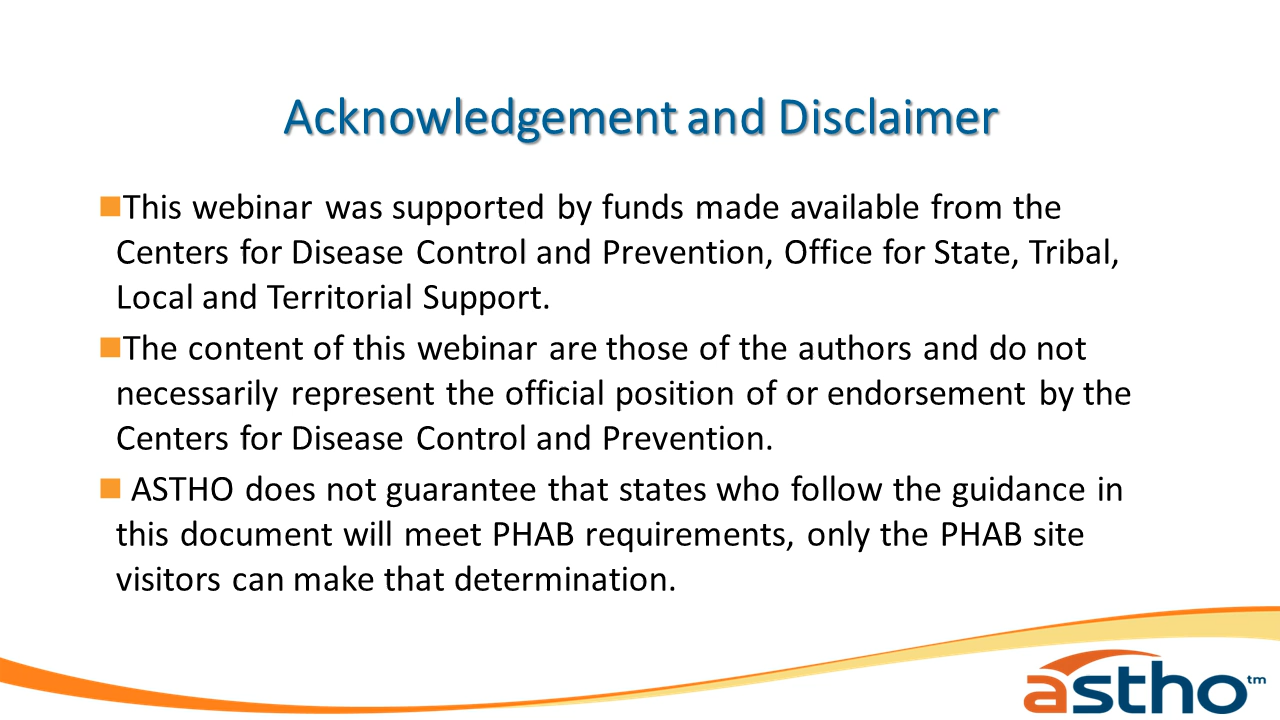 Acknowledgement and Disclaimer
This webinar was supported by funds made available from the
Centers for Disease Control and Prevention, Office for State, Tribal,
Local and Territorial Support.
The content of this webinar are those of the authors and do not
necessarily represent the official position of or endorsement by the
Centers for Disease Control and Prevention.
ASTHO does not guarantee that states who follow the guidance in
this document will meet PHAB requirements, only the PHAB site
visitors can make that determination.
astho™